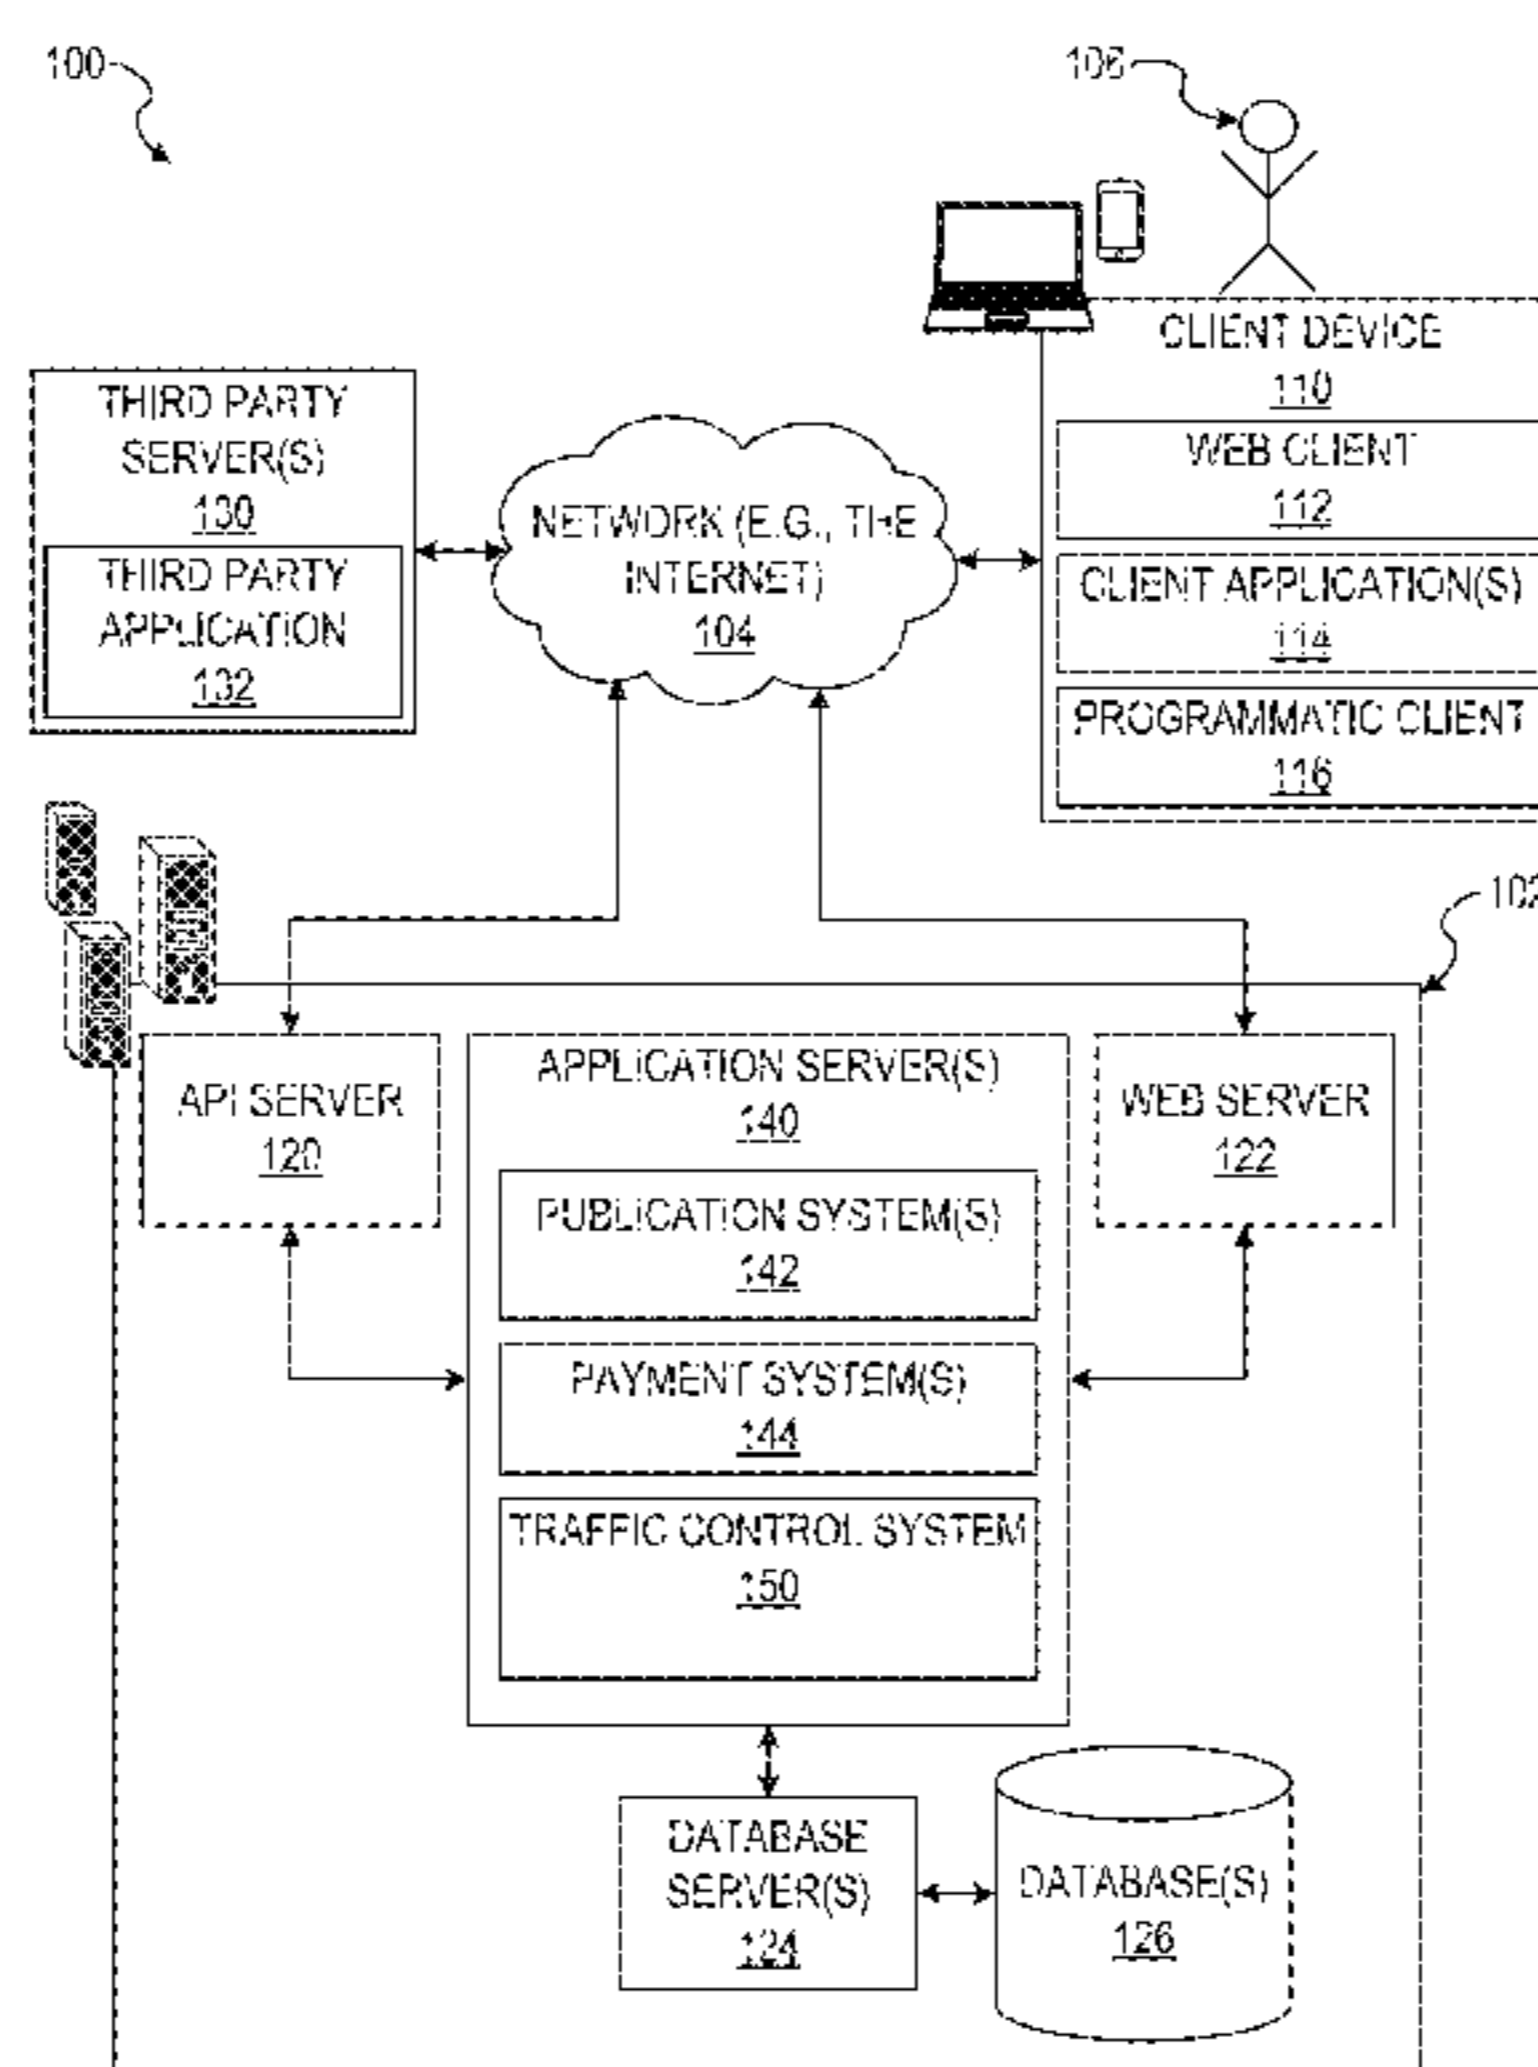 100
106
CLIENT DEVICE
110
WEB CLIENT
112
CLIENT APPLICATION(S)
114
PROGRAMMATIC CLIENT
116
THIRD PARTY
SERVER(S)
130
THIRD PARTY
APPLICATION
132
NETWORK (E.G., THE
INTERNET)
104
102
API SERVER
120
APPLICATION SERVER(S)
140
PUBLICATION SYSTEM(S)
142
PAYMENT SYSTEM(S)
144
TRAFFIC CONTROL SYSTEM
150
WEB SERVER
122
DATABASE
SERVER(S)
124
DATABASE(S)
126